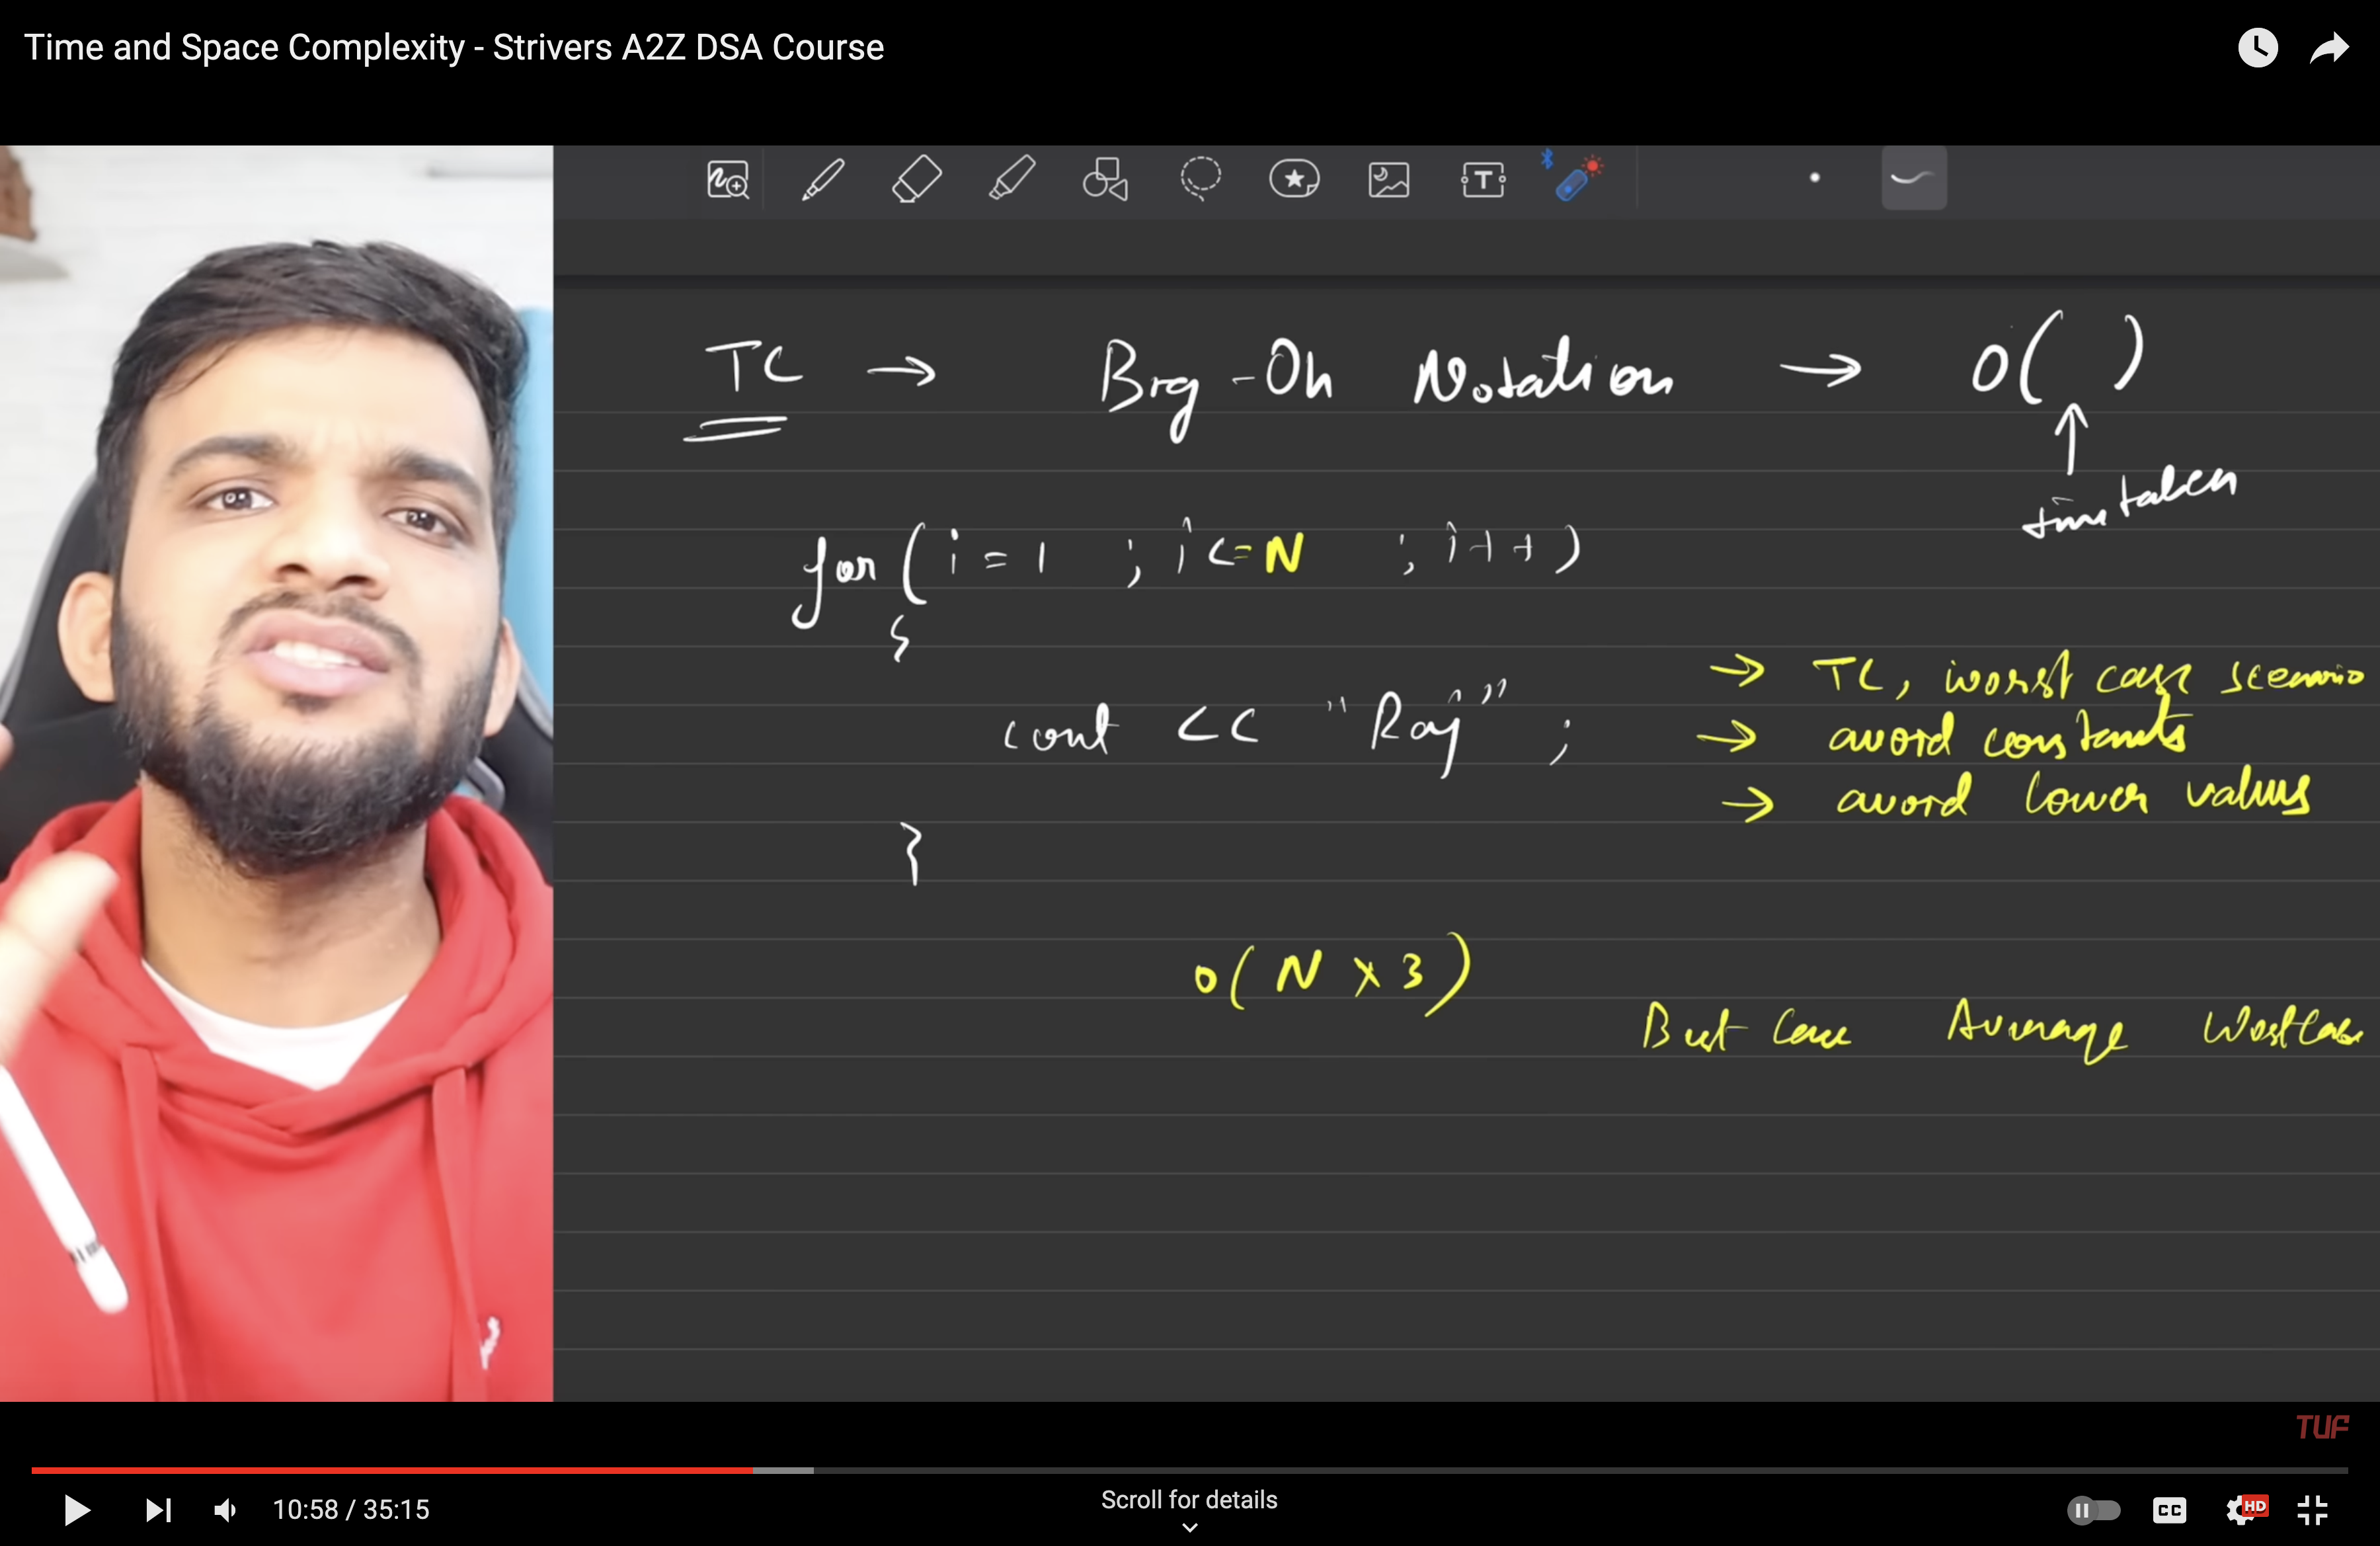 Time and Space Complexity - Strivers A2Z DSA Course
TC → Big-Oh Notation → O( )
↑
time taken
for ( i = 1 ; i <= N ; i++ )
{
cout << "Raj" ;
}
→ TC, worst case scenario
→ avoid constants
→ avoid lower values
O( N x 3 )
Best Case Average Worst Case
TUF
10:58 / 35:15
Scroll for details
CC
HD